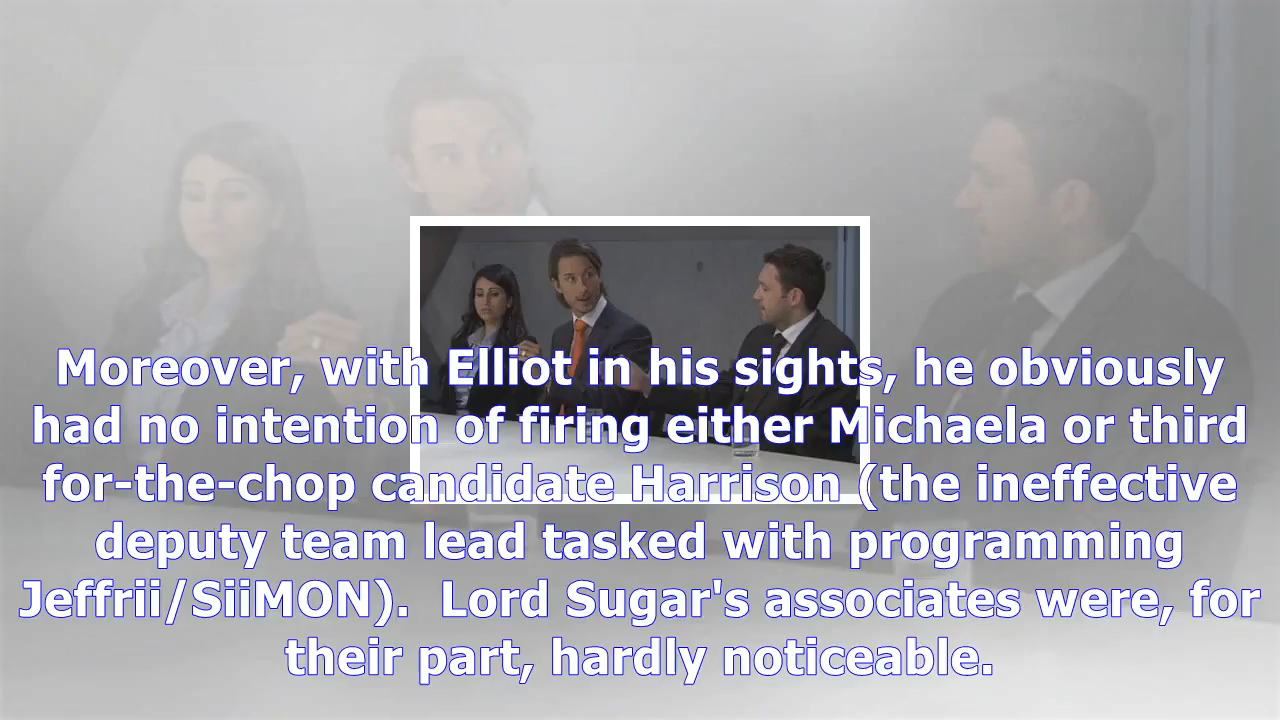 Moreover, with Elliot in his sights, he obviously
had no intention of firing either Michaela or third
for-the-chop candidate Harrison (the ineffective
deputy team lead tasked with programming
Jeffrii/SiiMON).  Lord Sugar's associates were, for
their part, hardly noticeable.